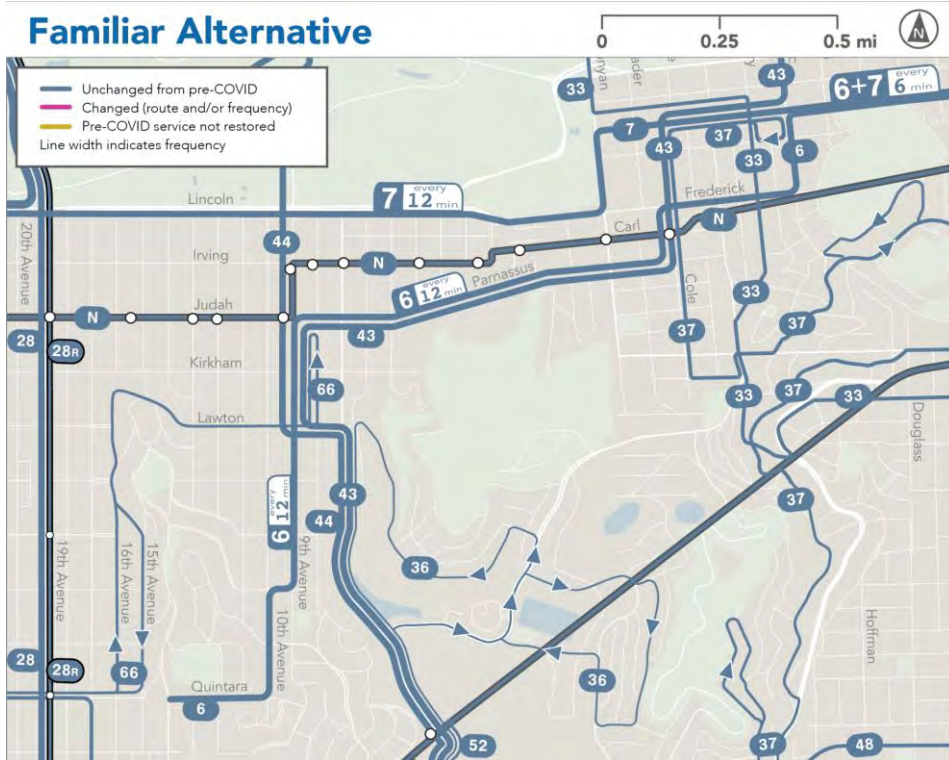 Familiar Alternative
0 0.25 0.5 mi
N
Unchanged from pre-COVID
Changed (route and/or frequency)
Pre-COVID service not restored
Line width indicates frequency
33
43
6+7 every 6 min
7
37
43
33
6
Frederick
Lincoln
7 every 12 min
20th Avenue
44
Carl
N
Irving
N
Parnassus
6 every 12 min
Judah
N
43
Cole
33
37
28
28R
Kirkham
66
37
33
37
33
Lawton
Douglass
43
44
6 every 12 min
37
19th Avenue
16th Avenue
15th Avenue
9th Avenue
36
10th Avenue
Hoffman
28
28R
66
36
Quintara
6
52
37
48